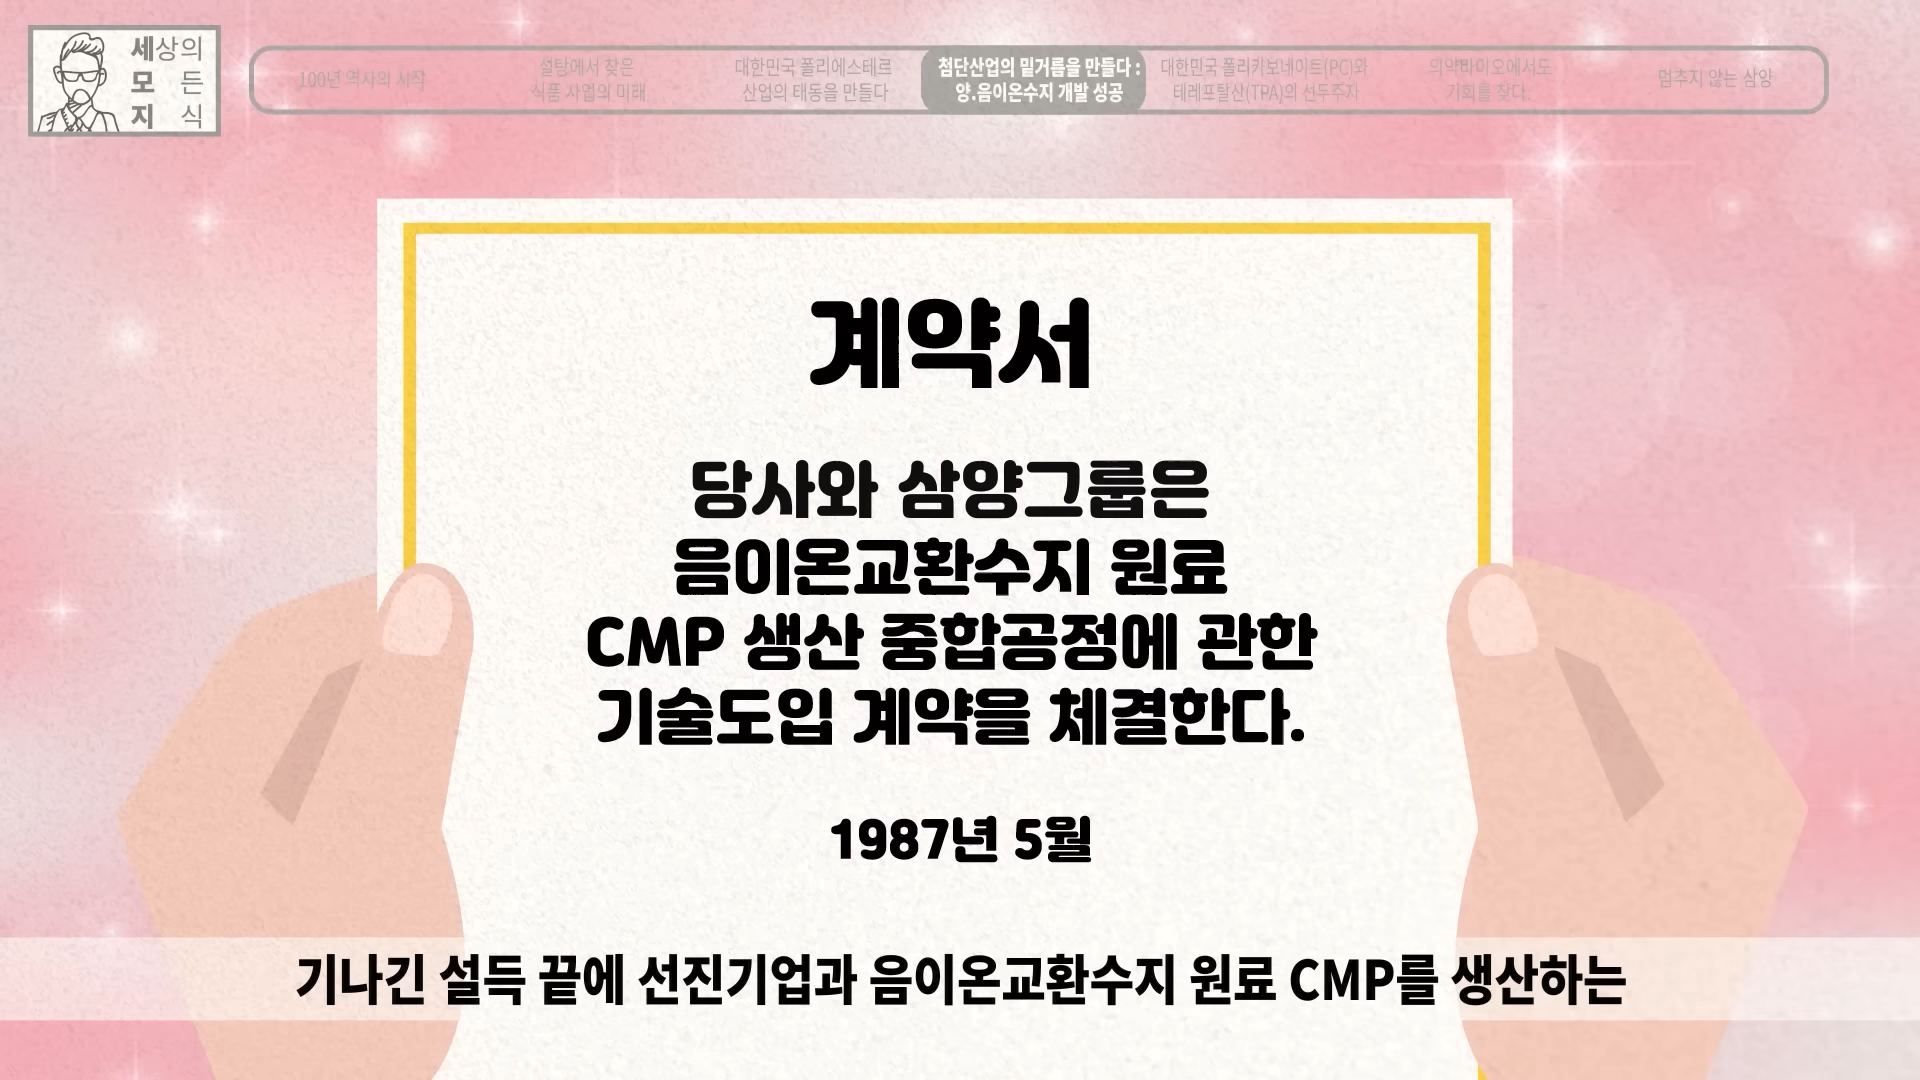 세상의
모든
지식
100년 역사의 시작
설탕에서 찾은
식품 사업의 미래
대한민국 폴리에스테르
산업의 태동을 만들다
첨단산업의 밑거름을 만들다 :
양.음이온수지 개발 성공
대한민국 폴리카보네이트(PC)와
테레프탈산(TPA)의 선두주자
의약바이오에서도
기회를 찾다.
멈추지 않는 삼양
계약서
당사와 삼양그룹은
음이온교환수지 원료
CMP 생산 중합공정에 관한
기술도입 계약을 체결한다.
1987년 5월
기나긴 설득 끝에 선진기업과 음이온교환수지 원료 CMP를 생산하는